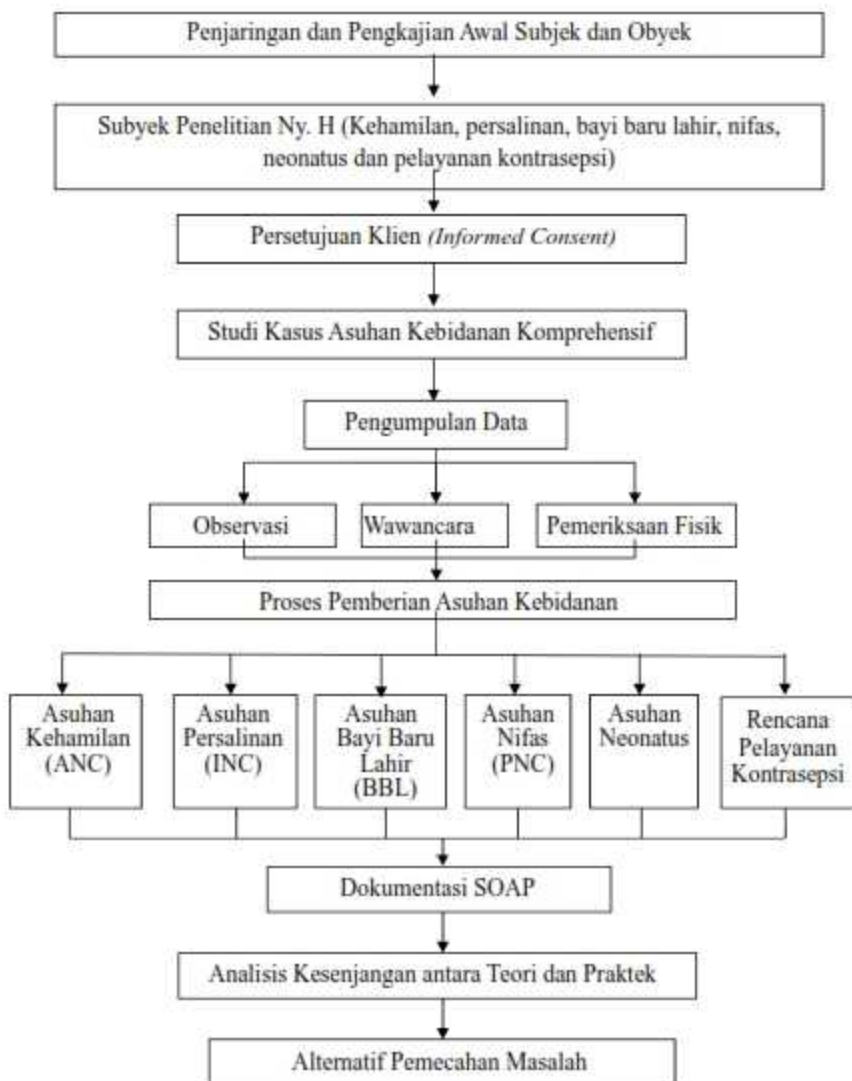 Penjaringan dan Pengkajian Awal Subjek dan Obyek
Subyek Penelitian Ny. H (Kehamilan, persalinan, bayi baru lahir, nifas,
neonatus dan pelayanan kontrasepsi)
Persetujuan Klien (Informed Consent)
Studi Kasus Asuhan Kebidanan Komprehensif
Pengumpulan Data
Observasi
Wawancara
Pemeriksaan Fisik
Proses Pemberian Asuhan Kebidanan
Asuhan
Kehamilan
(ANC)
Asuhan
Persalinan
(INC)
Asuhan
Bayi Baru
Lahir
(BBL)
Asuhan
Nifas
(PNC)
Asuhan
Neonatus
Rencana
Pelayanan
Kontrasepsi
Dokumentasi SOAP
Analisis Kesenjangan antara Teori dan Praktek
Alternatif Pemecahan Masalah